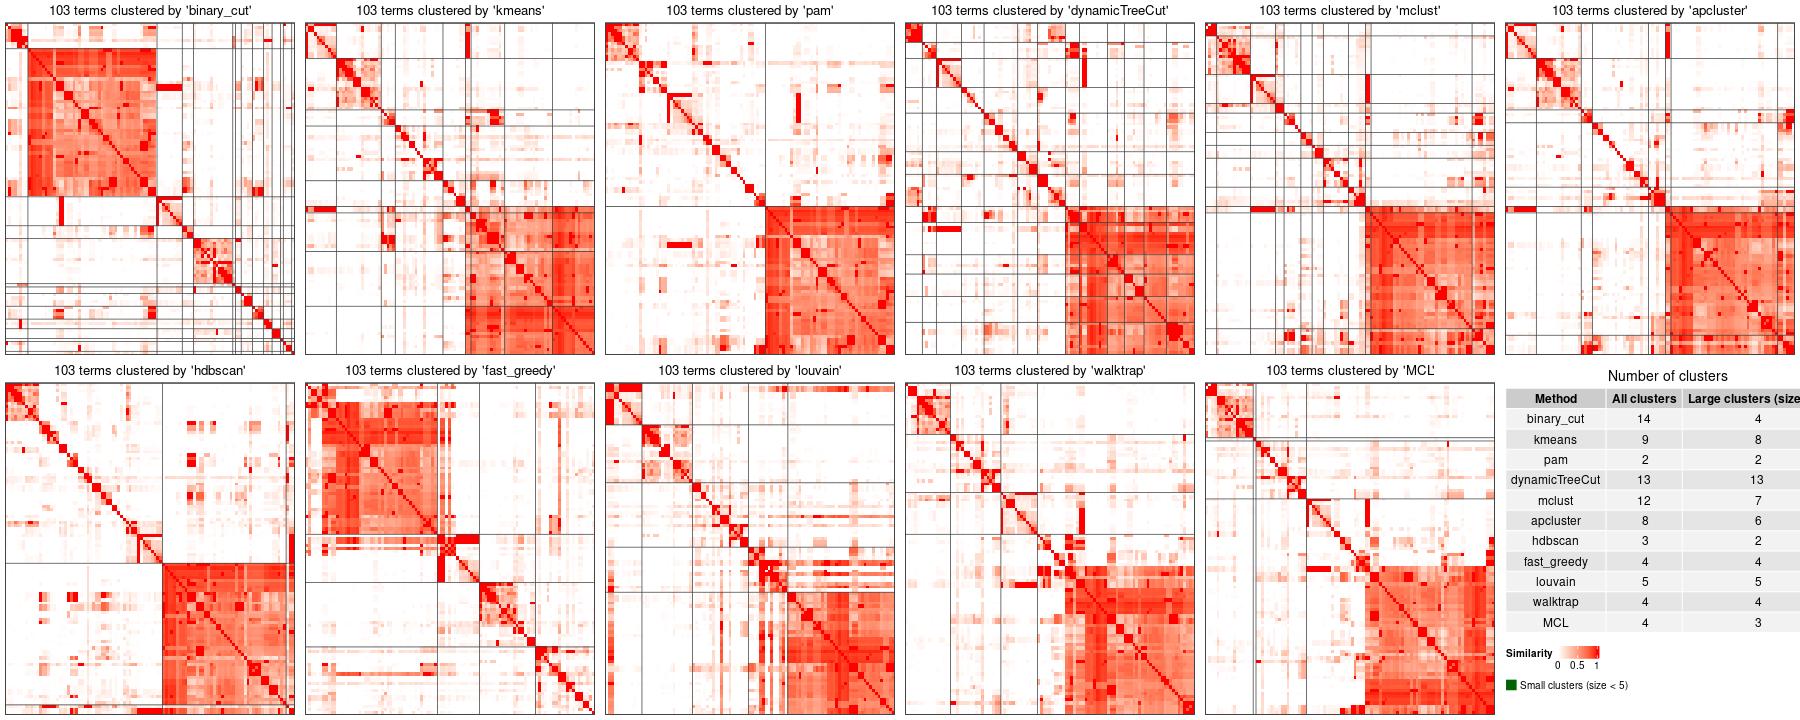 103 terms clustered by 'binary_cut'
103 terms clustered by 'kmeans'
103 terms clustered by 'pam'
103 terms clustered by 'dynamicTreeCut'
103 terms clustered by 'mclust'
103 terms clustered by 'apcluster'
103 terms clustered by 'hdbscan'
103 terms clustered by 'fast_greedy'
103 terms clustered by 'louvain'
103 terms clustered by 'walktrap'
103 terms clustered by 'MCL'
Number of clusters
Method All clusters Large clusters (size
binary_cut 14 4
kmeans 9 8
pam 2 2
dynamicTreeCut 13 13
mclust 12 7
apcluster 8 6
hdbscan 3 2
fast_greedy 4 4
louvain 5 5
walktrap 4 4
MCL 4 3
Similarity
0 0.5 1
Small clusters (size < 5)